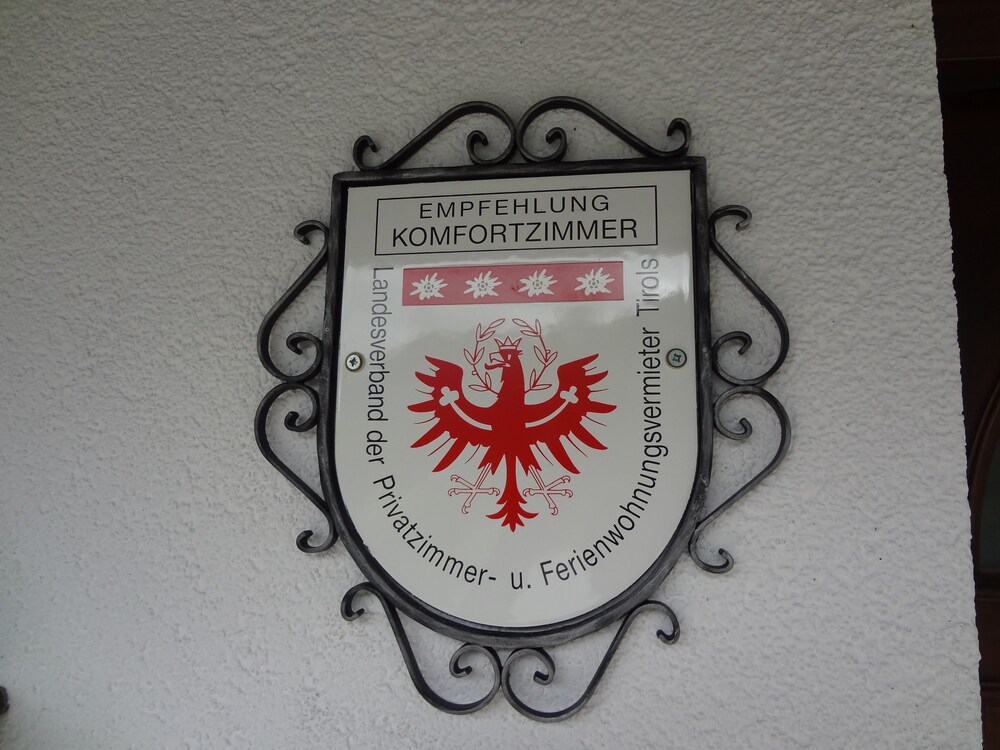 EMPFEHLUNG
KOMFORTZIMMER
Landesverband der Privatzimmer- u. Ferienwohnungsvermieter Tirols